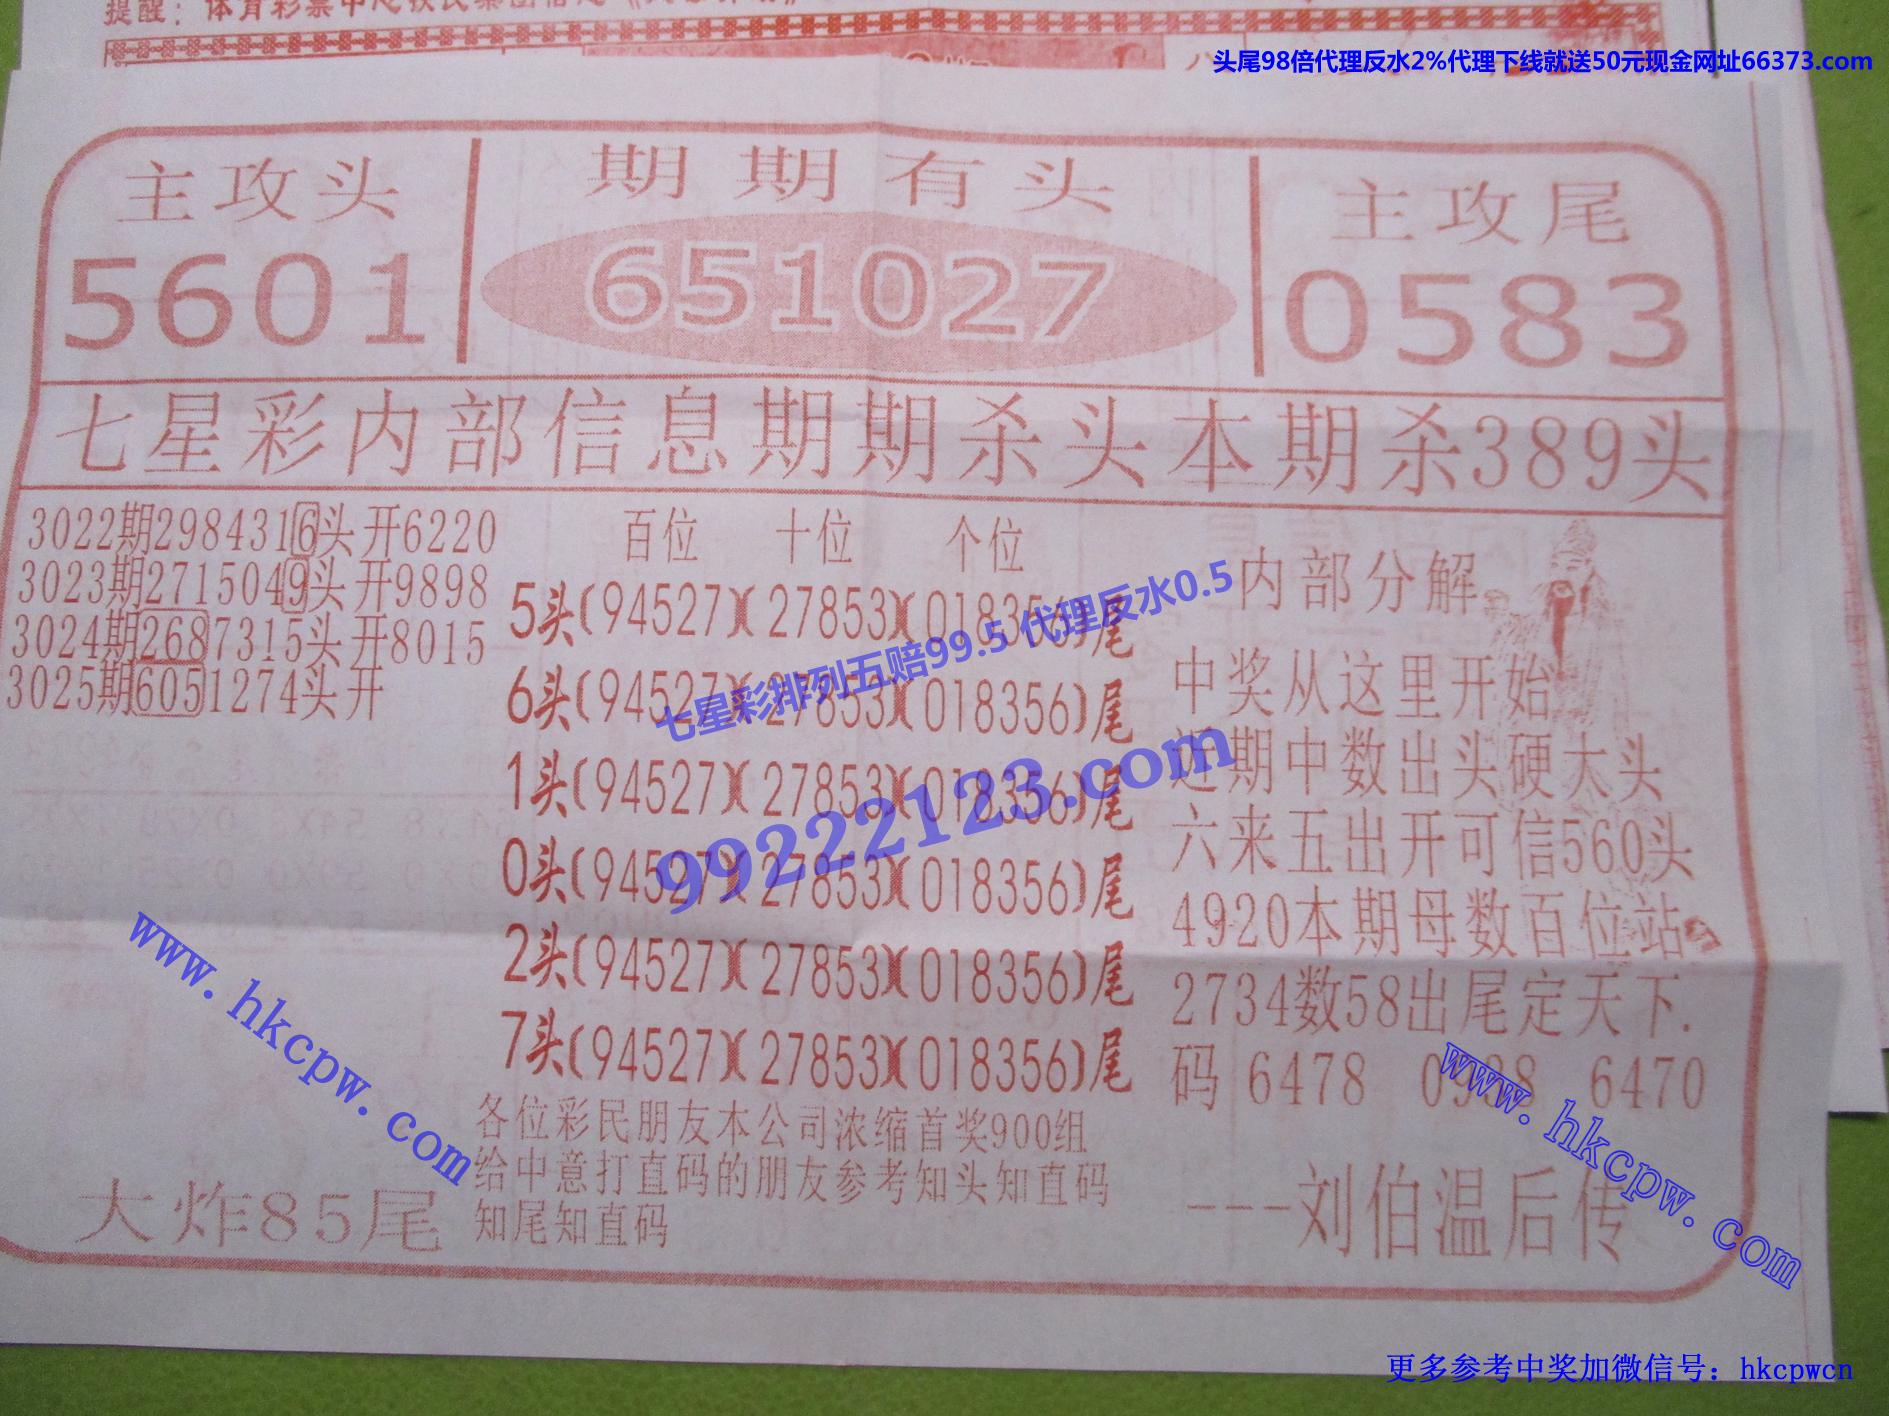 提醒：体育彩票中心
头尾98倍代理反水2%代理下线就送50元现金网址66373.com
主攻头
5601
期期有头
651027
主攻尾
0583
七星彩内部信息期期杀头本期杀389头
3022期2984316头开6220
3023期2715049头开9898
3024期2687315头开8015
3025期6051274头开
大炸85尾
百位 十位 个位
5头(94527)(27853)(018356)尾
6头(94527)(27853)(018356)尾
1头(94527)(27853)(018356)尾
0头(94527)(27853)(018356)尾
2头(94527)(27853)(018356)尾
7头(94527)(27853)(018356)尾
各位彩民朋友本公司浓缩首奖900组
给中意打直码的朋友参考知头知直码
知尾知直码
内部分解
中奖从这里开始
近期中数出头硬大头
六来五出开可信560头
4920本期母数百位站
2734数58出尾定天下.
码 6478 6470
---刘伯温后传
七星彩排列五赔99.5 代理反水0.5
99222123.com
www.hkcpw.com
www.hkcpw.com
更多参考中奖加微信号：hkcpwcn